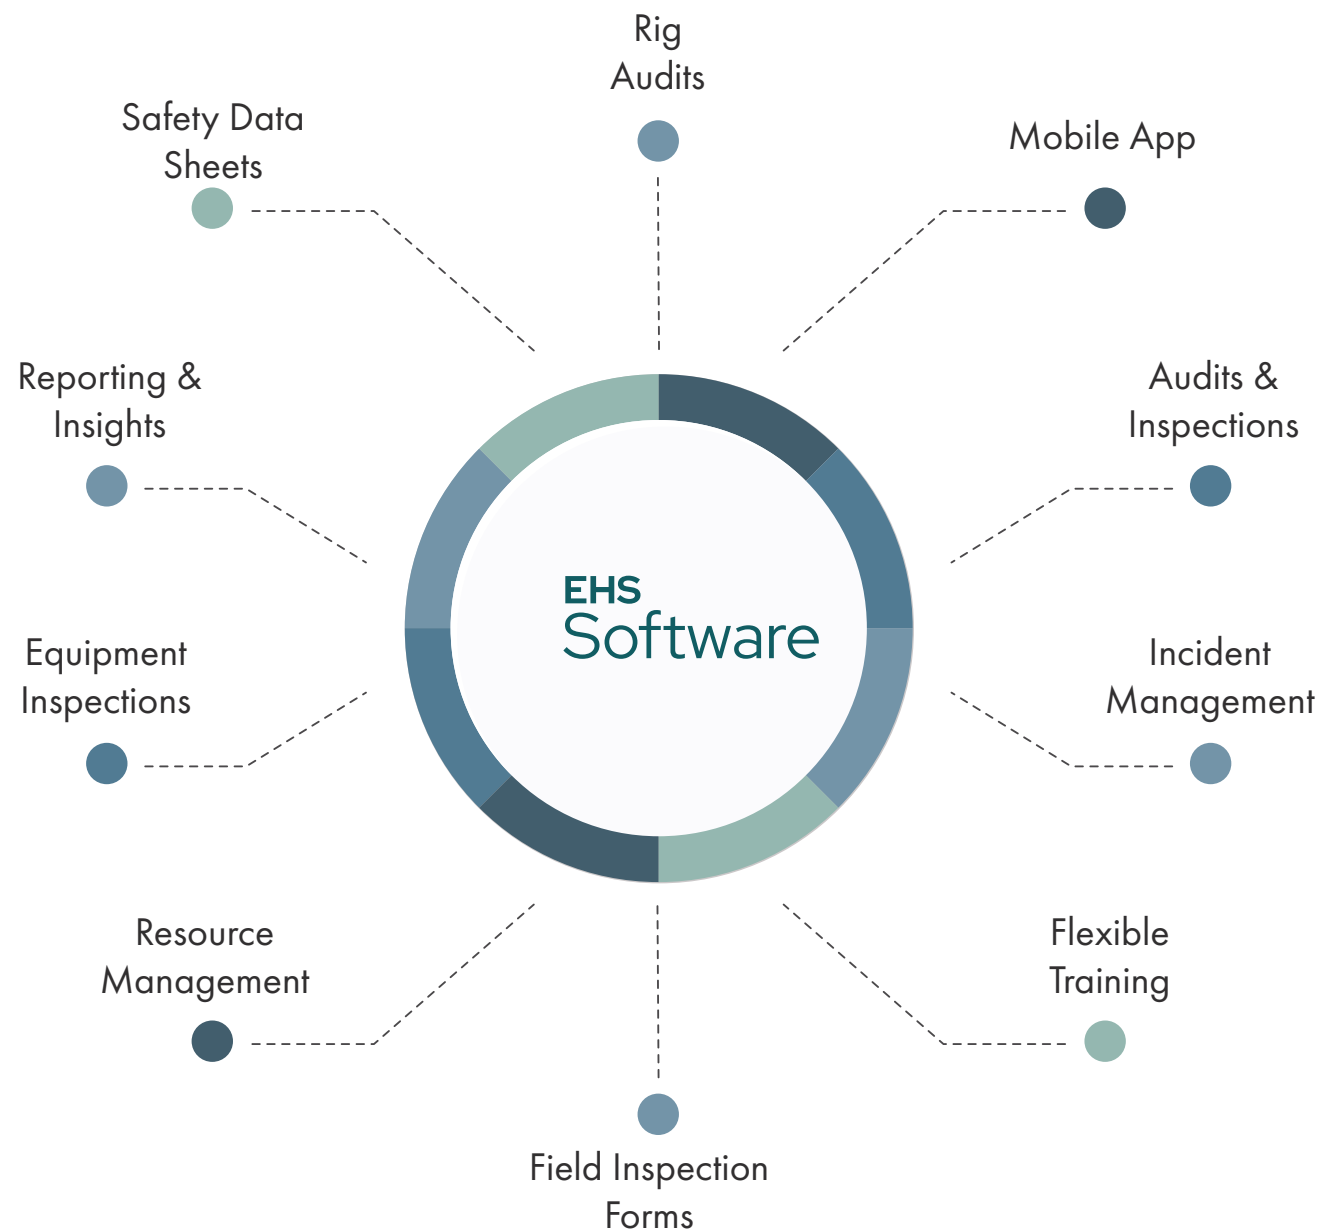 Rig
Audits
Safety Data
Sheets
Mobile App
Reporting &
Insights
Audits &
Inspections
EHS
Software
Equipment
Inspections
Incident
Management
Resource
Management
Flexible
Training
Field Inspection
Forms